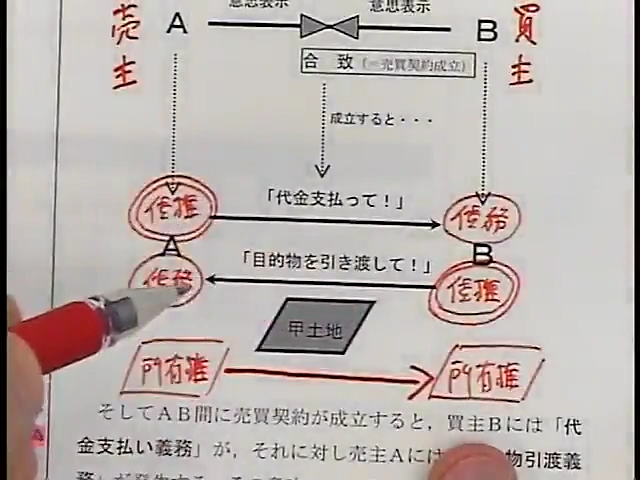 意思表示 意思表示
売主 A B 買主
合致（＝売買契約成立）
成立すると・・・
「代金支払って！」
債権 債務
A B
「目的物を引き渡して！」
債務 債権
甲土地
所有権 所有権
そしてＡＢ間に売買契約が成立すると，買主Ｂには「代
金支払い義務」が，それに対し売主Ａには 物引渡義